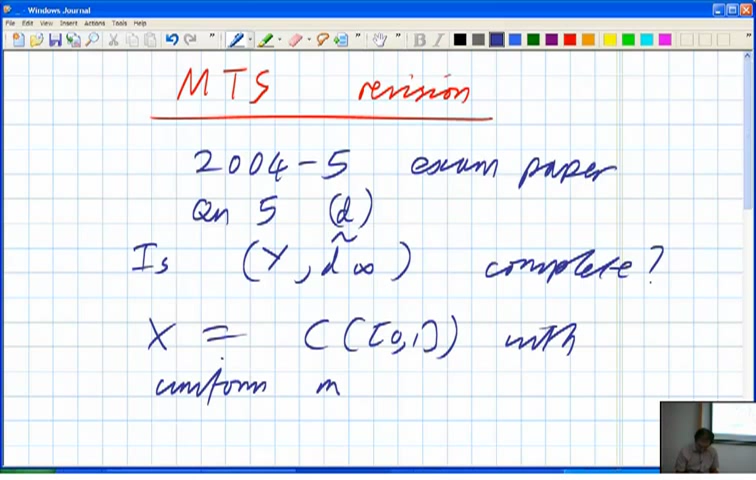 Windows Journal
File Edit View Insert Actions Tools Help
B I
MTS revision
2004-5 exam paper
Qn 5 (d)
Is (Y, d̃∞) complete?
X = C([0,1]) with
uniform m